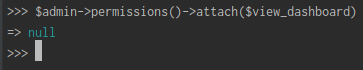 >>> $admin->permissions()->attach($view_dashboard)
=> null
>>>